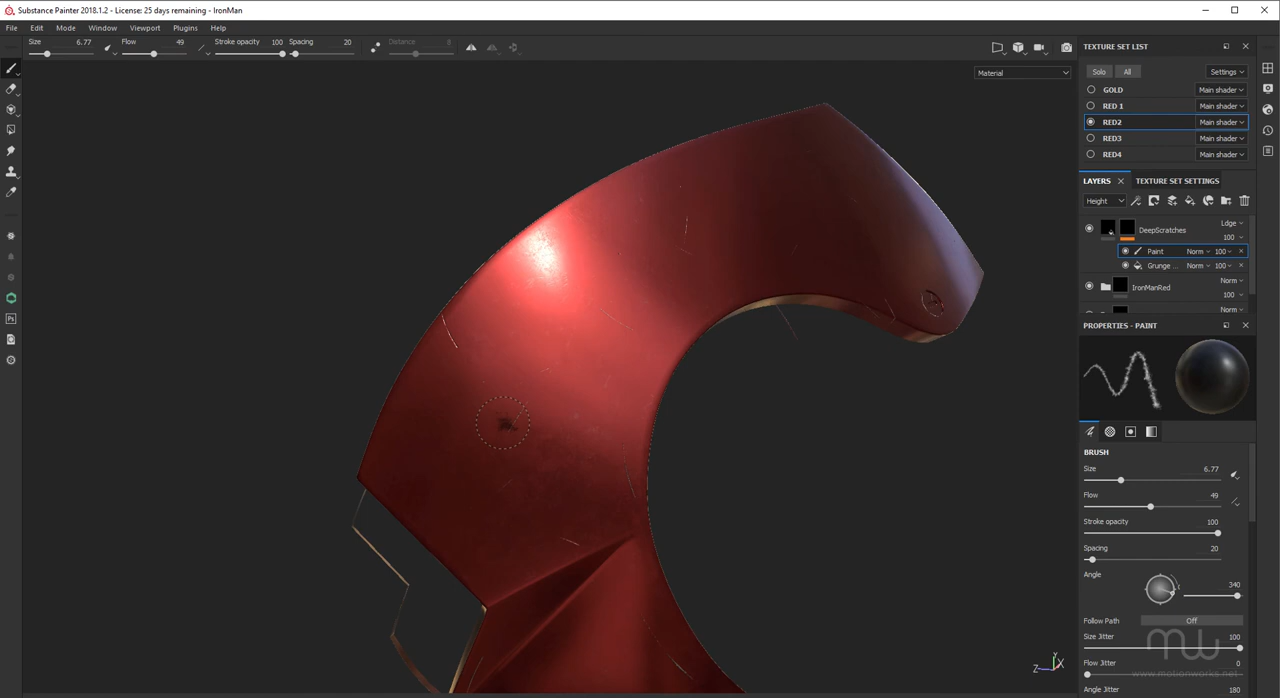 Substance Painter 2018.1.2 - License: 25 days remaining - IronMan
File Edit Mode Window Viewport Plugins Help
Size 6.77 Flow 49 Stroke opacity 100 Spacing 20 Distance 8
Material
TEXTURE SET LIST
Solo All Settings
GOLD Main shader
RED 1 Main shader
RED2 Main shader
RED3 Main shader
RED4 Main shader
LAYERS TEXTURE SET SETTINGS
Height
DeepScratches Ldge
100
Paint Norm 100
Grunge ... Norm 100
IronManRed Norm
100
Norm
PROPERTIES - PAINT
BRUSH
Size 6.77
Flow 49
Stroke opacity 100
Spacing 20
Angle 340
Follow Path Off
Size Jitter 100
Flow Jitter 0
Angle Jitter 180
Ps
Y
Z X
mw
www.motionworks.net